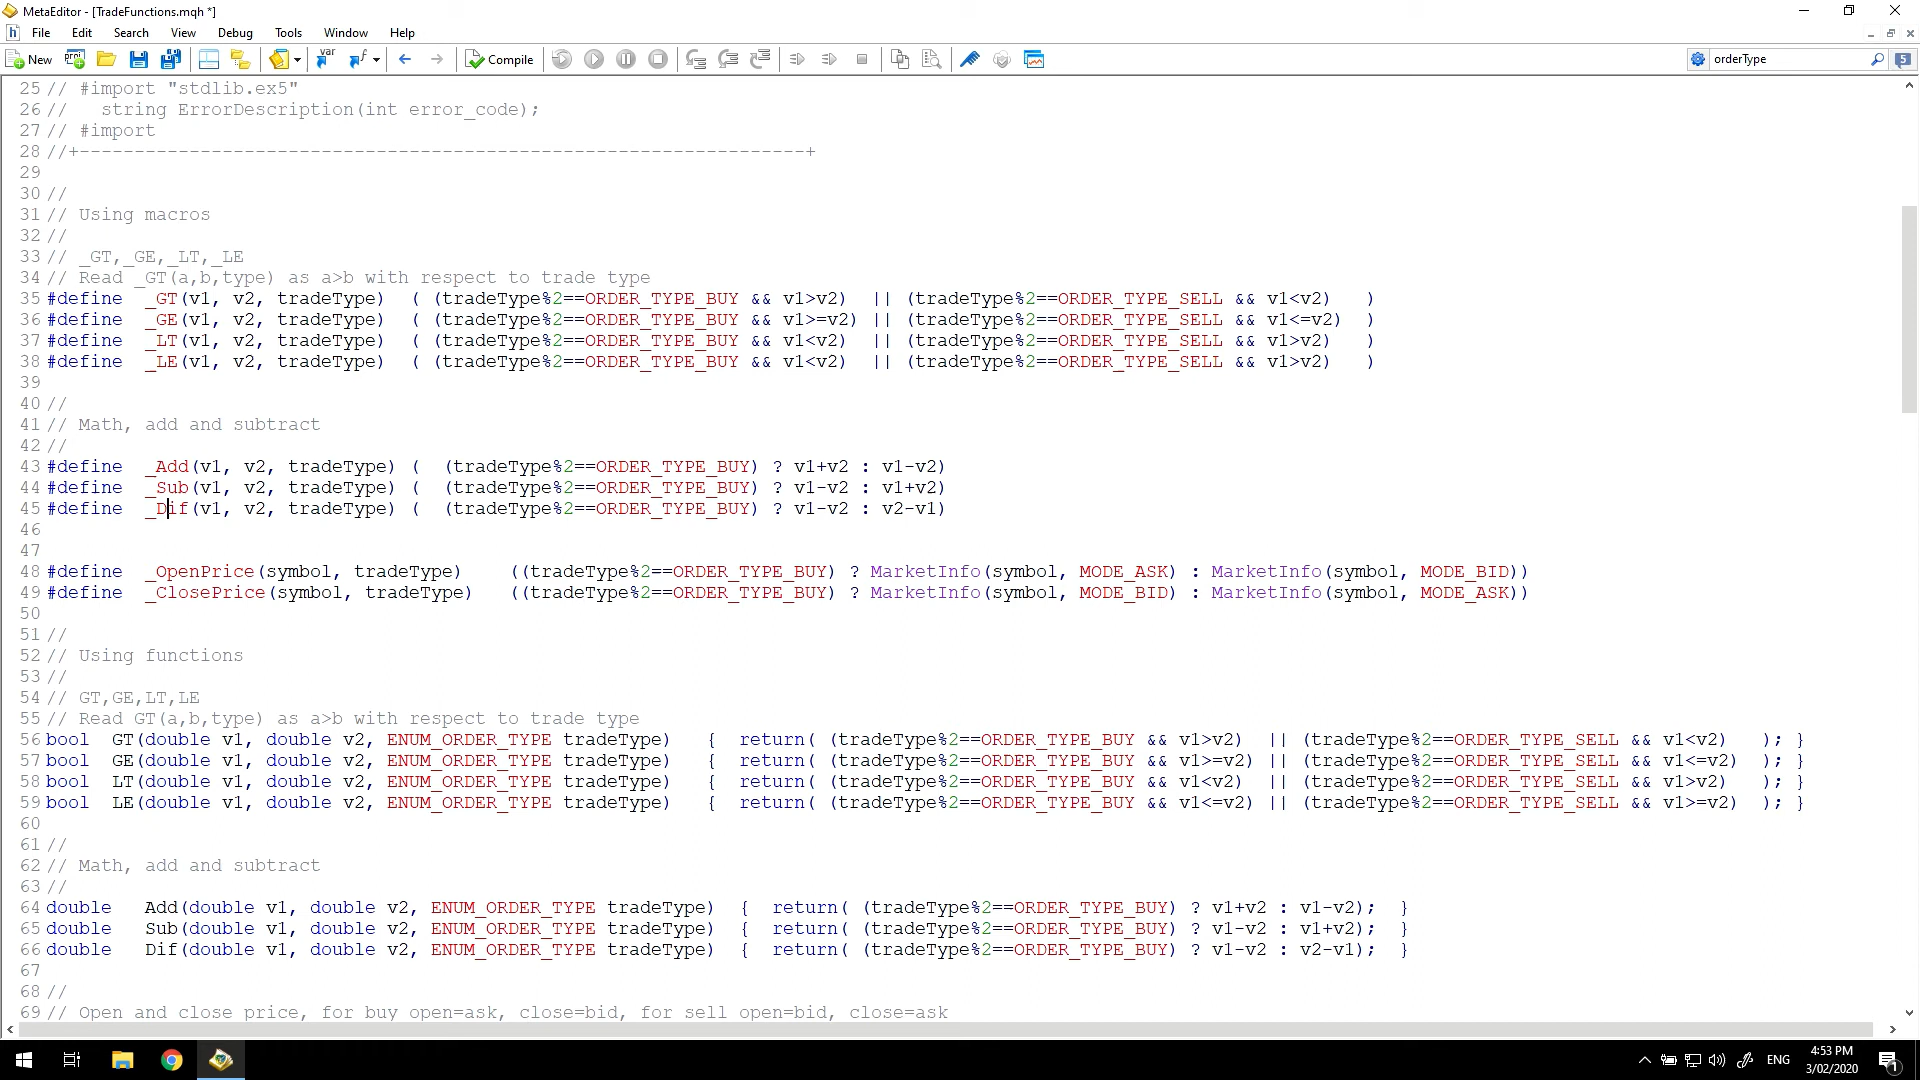 MetaEditor - [TradeFunctions.mqh *]
File Edit Search View Debug Tools Window Help
New Compile orderType 5
25 // #import "stdlib.ex5"
26 //   string ErrorDescription(int error_code);
27 // #import
28 //+------------------------------------------------------------------+
29
30 //
31 // Using macros
32 //
33 // _GT,_GE,_LT,_LE
34 // Read _GT(a,b,type) as a>b with respect to trade type
35 #define  _GT(v1, v2, tradeType)  ( (tradeType%2==ORDER_TYPE_BUY && v1>v2)  || (tradeType%2==ORDER_TYPE_SELL && v1<v2)   )
36 #define  _GE(v1, v2, tradeType)  ( (tradeType%2==ORDER_TYPE_BUY && v1>=v2) || (tradeType%2==ORDER_TYPE_SELL && v1<=v2)  )
37 #define  _LT(v1, v2, tradeType)  ( (tradeType%2==ORDER_TYPE_BUY && v1<v2)  || (tradeType%2==ORDER_TYPE_SELL && v1>v2)   )
38 #define  _LE(v1, v2, tradeType)  ( (tradeType%2==ORDER_TYPE_BUY && v1<v2)  || (tradeType%2==ORDER_TYPE_SELL && v1>v2)   )
39
40 //
41 // Math, add and subtract
42 //
43 #define  _Add(v1, v2, tradeType) (  (tradeType%2==ORDER_TYPE_BUY) ? v1+v2 : v1-v2)
44 #define  _Sub(v1, v2, tradeType) (  (tradeType%2==ORDER_TYPE_BUY) ? v1-v2 : v1+v2)
45 #define  _Dif(v1, v2, tradeType) (  (tradeType%2==ORDER_TYPE_BUY) ? v1-v2 : v2-v1)
46
47
48 #define  _OpenPrice(symbol, tradeType)    ((tradeType%2==ORDER_TYPE_BUY) ? MarketInfo(symbol, MODE_ASK) : MarketInfo(symbol, MODE_BID))
49 #define  _ClosePrice(symbol, tradeType)   ((tradeType%2==ORDER_TYPE_BUY) ? MarketInfo(symbol, MODE_BID) : MarketInfo(symbol, MODE_ASK))
50
51 //
52 // Using functions
53 //
54 // GT,GE,LT,LE
55 // Read GT(a,b,type) as a>b with respect to trade type
56 bool  GT(double v1, double v2, ENUM_ORDER_TYPE tradeType)   {  return( (tradeType%2==ORDER_TYPE_BUY && v1>v2)  || (tradeType%2==ORDER_TYPE_SELL && v1<v2)   ); }
57 bool  GE(double v1, double v2, ENUM_ORDER_TYPE tradeType)   {  return( (tradeType%2==ORDER_TYPE_BUY && v1>=v2) || (tradeType%2==ORDER_TYPE_SELL && v1<=v2)  ); }
58 bool  LT(double v1, double v2, ENUM_ORDER_TYPE tradeType)   {  return( (tradeType%2==ORDER_TYPE_BUY && v1<v2)  || (tradeType%2==ORDER_TYPE_SELL && v1>v2)   ); }
59 bool  LE(double v1, double v2, ENUM_ORDER_TYPE tradeType)   {  return( (tradeType%2==ORDER_TYPE_BUY && v1<=v2) || (tradeType%2==ORDER_TYPE_SELL && v1>=v2)  ); }
60
61 //
62 // Math, add and subtract
63 //
64 double   Add(double v1, double v2, ENUM_ORDER_TYPE tradeType)  {  return( (tradeType%2==ORDER_TYPE_BUY) ? v1+v2 : v1-v2);  }
65 double   Sub(double v1, double v2, ENUM_ORDER_TYPE tradeType)  {  return( (tradeType%2==ORDER_TYPE_BUY) ? v1-v2 : v1+v2);  }
66 double   Dif(double v1, double v2, ENUM_ORDER_TYPE tradeType)  {  return( (tradeType%2==ORDER_TYPE_BUY) ? v1-v2 : v2-v1);  }
67
68 //
69 // Open and close price, for buy open=ask, close=bid, for sell open=bid, close=ask
ENG 4:53 PM
3/02/2020 1